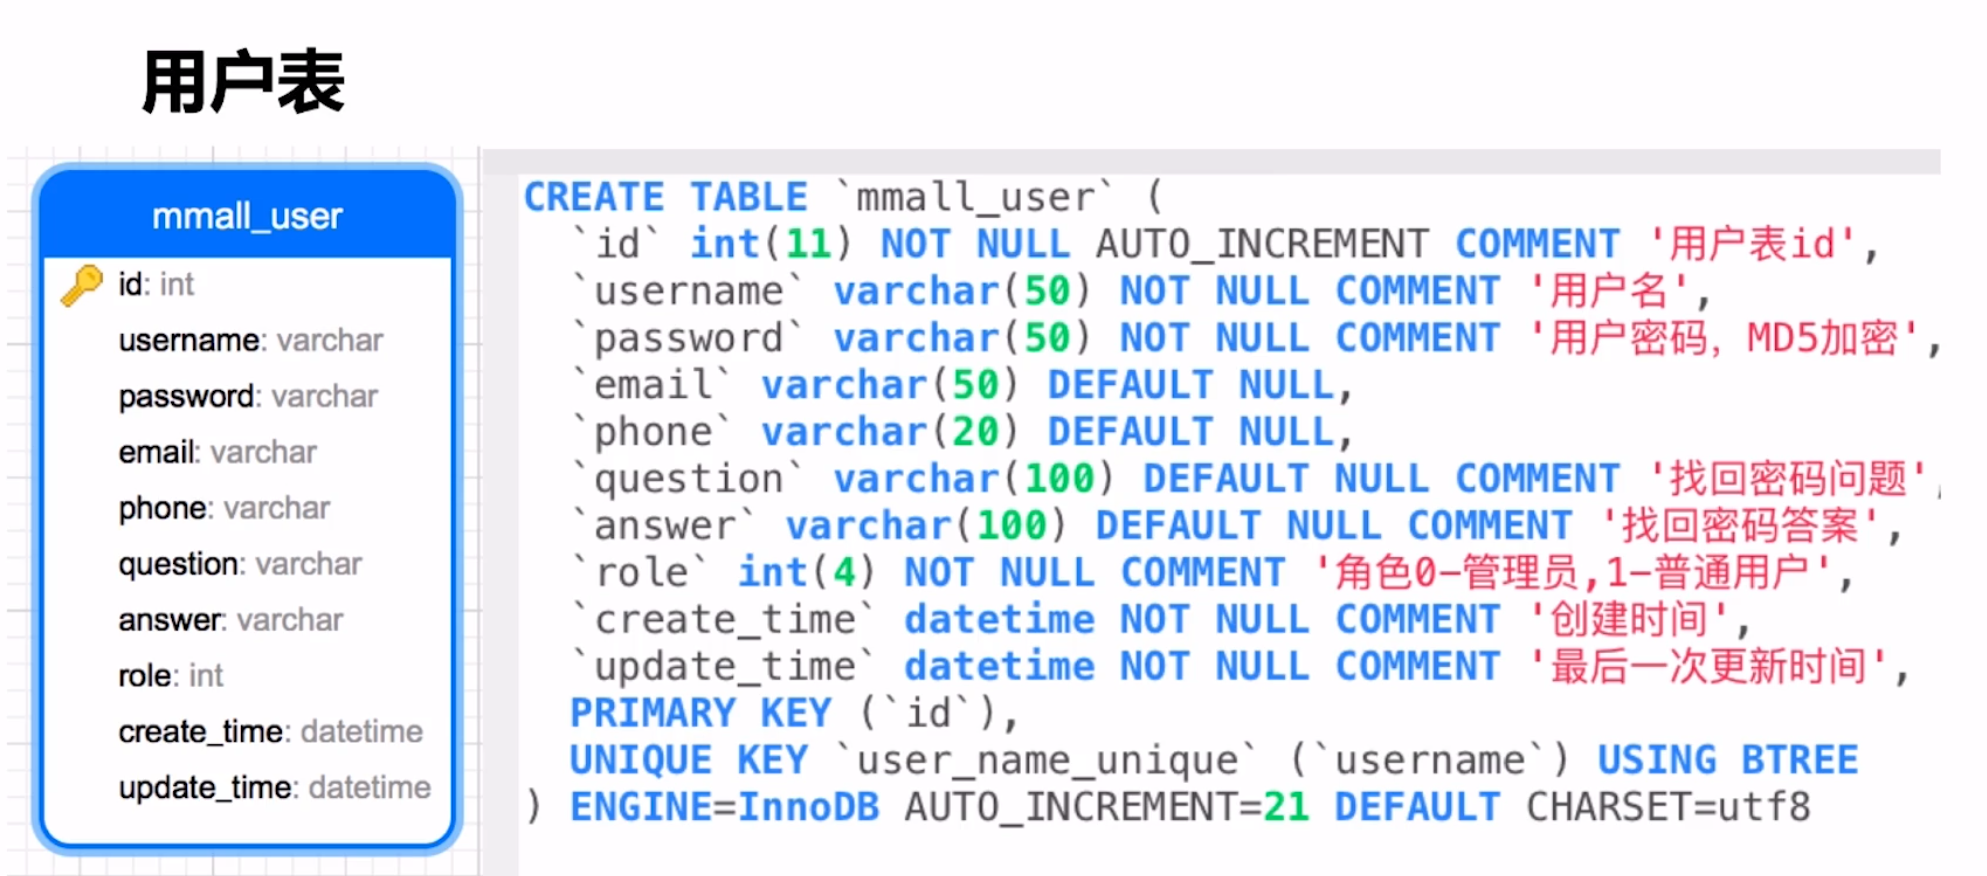 用户表
mmall_user
id: int
username: varchar
password: varchar
email: varchar
phone: varchar
question: varchar
answer: varchar
role: int
create_time: datetime
update_time: datetime
CREATE TABLE `mmall_user` (
  `id` int(11) NOT NULL AUTO_INCREMENT COMMENT '用户表id',
  `username` varchar(50) NOT NULL COMMENT '用户名',
  `password` varchar(50) NOT NULL COMMENT '用户密码，MD5加密',
  `email` varchar(50) DEFAULT NULL,
  `phone` varchar(20) DEFAULT NULL,
  `question` varchar(100) DEFAULT NULL COMMENT '找回密码问题',
  `answer` varchar(100) DEFAULT NULL COMMENT '找回密码答案',
  `role` int(4) NOT NULL COMMENT '角色0-管理员,1-普通用户',
  `create_time` datetime NOT NULL COMMENT '创建时间',
  `update_time` datetime NOT NULL COMMENT '最后一次更新时间',
  PRIMARY KEY (`id`),
  UNIQUE KEY `user_name_unique` (`username`) USING BTREE
) ENGINE=InnoDB AUTO_INCREMENT=21 DEFAULT CHARSET=utf8